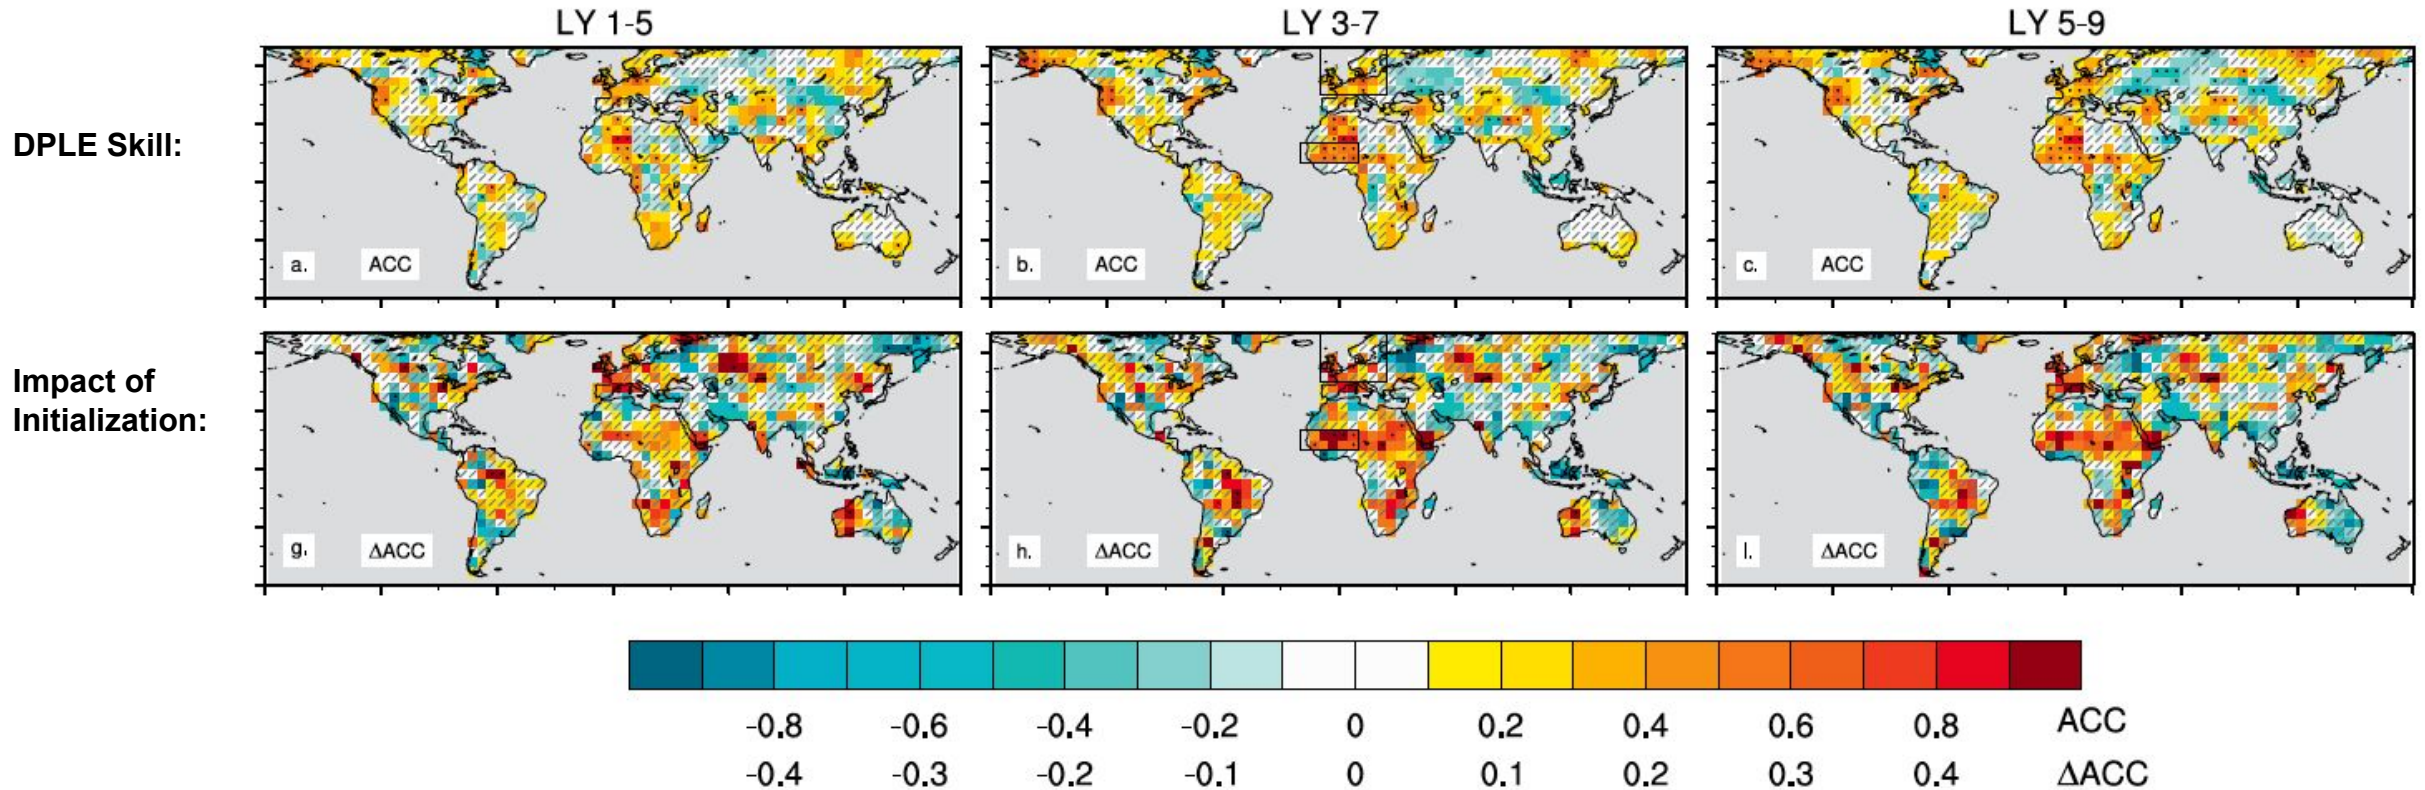 LY 1-5
LY 3-7
LY 5-9
DPLE Skill:
a. ACC
b. ACC
c. ACC
Impact of
Initialization:
g. ΔACC
h. ΔACC
I. ΔACC
-0.8 -0.6 -0.4 -0.2 0 0.2 0.4 0.6 0.8 ACC
-0.4 -0.3 -0.2 -0.1 0 0.1 0.2 0.3 0.4 ΔACC